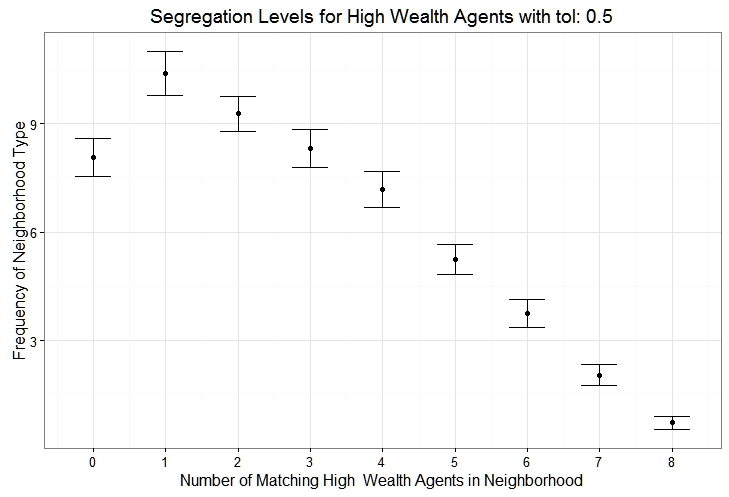 Segregation Levels for High Wealth Agents with tol: 0.5
Frequency of Neighborhood Type
9
6
3
0 1 2 3 4 5 6 7 8
Number of Matching High  Wealth Agents in Neighborhood